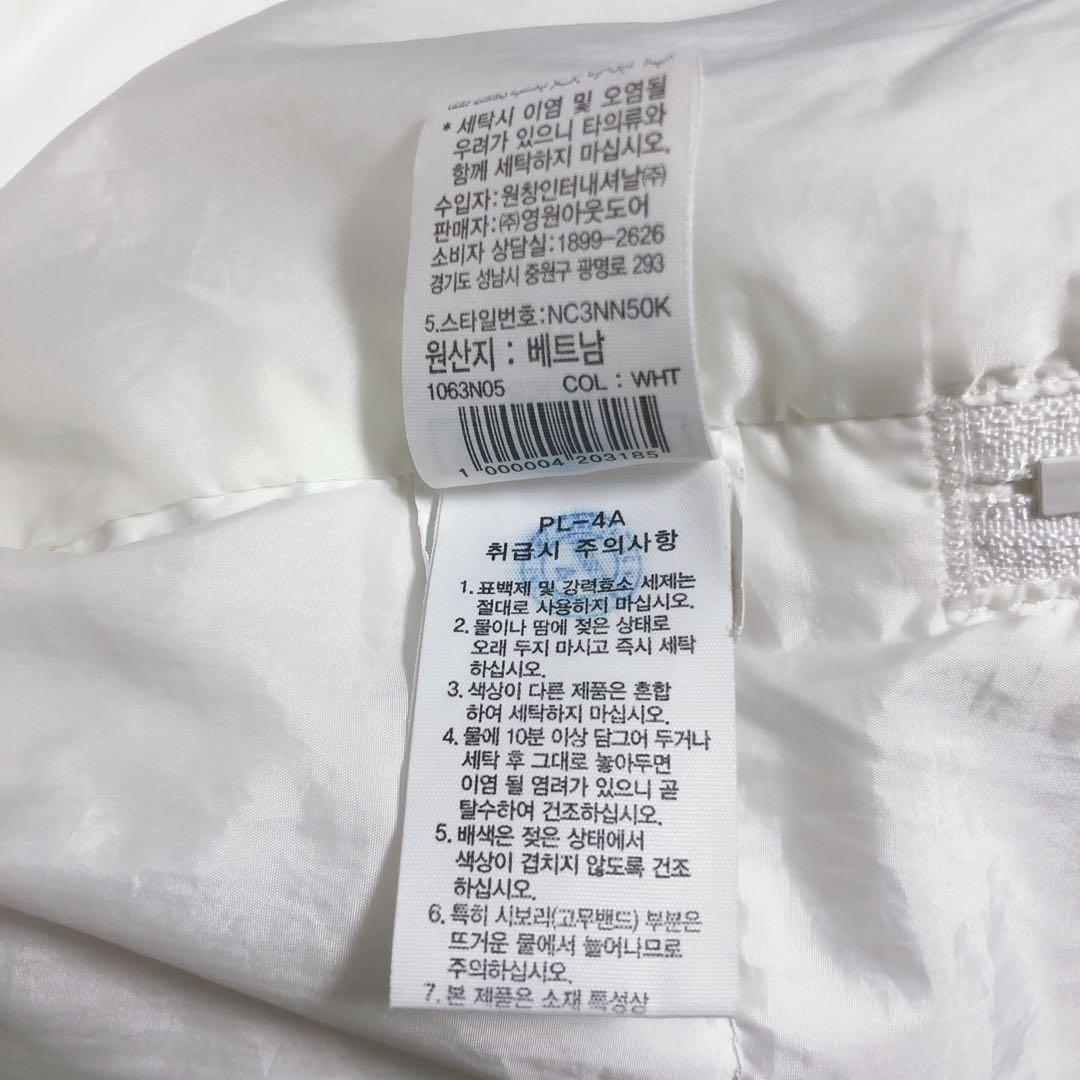 * 세탁시 이염 및 오염될
우려가 있으니 타의류와
함께 세탁하지 마십시오.
수입자:원창인터내셔날㈜
판매자:㈜영원아웃도어
소비자 상담실:1899-2626
경기도 성남시 중원구 광명로 293
5.스타일번호:NC3NN50K
원산지 : 베트남
1063N05 COL : WHT
1 000004 203185
PL-4A
취급시 주의사항
1. 표백제 및 강력효소 세제는
절대로 사용하지 마십시오.
2. 물이나 땀에 젖은 상태로
오래 두지 마시고 즉시 세탁
하십시오.
3. 색상이 다른 제품은 혼합
하여 세탁하지 마십시오.
4. 물에 10분 이상 담그어 두거나
세탁 후 그대로 놓아두면
이염 될 염려가 있으니 곧
탈수하여 건조하십시오.
5. 배색은 젖은 상태에서
색상이 겹치지 않도록 건조
하십시오.
6. 특히 시보리(고무밴드) 부분은
뜨거운 물에서 늘어나므로
주의하십시오.
7. 본 제품은 소재 특성상